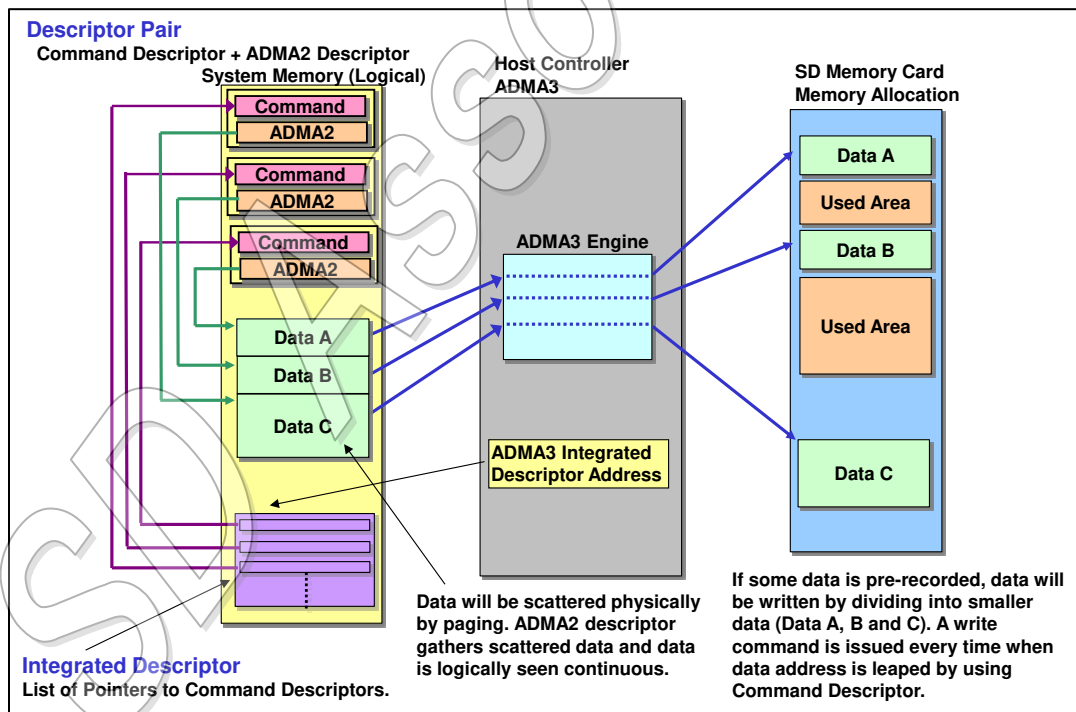 Descriptor Pair
Command Descriptor + ADMA2 Descriptor
System Memory (Logical)
Command
ADMA2
Command
ADMA2
Command
ADMA2
Data A
Data B
Data C
Integrated Descriptor
List of Pointers to Command Descriptors.
Host Controller
ADMA3
ADMA3 Engine
ADMA3 Integrated
Descriptor Address
Data will be scattered physically
by paging. ADMA2 descriptor
gathers scattered data and data
is logically seen continuous.
SD Memory Card
Memory Allocation
Data A
Used Area
Data B
Used Area
Data C
If some data is pre-recorded, data will
be written by dividing into smaller
data (Data A, B and C). A write
command is issued every time when
data address is leaped by using
Command Descriptor.
SD Asso